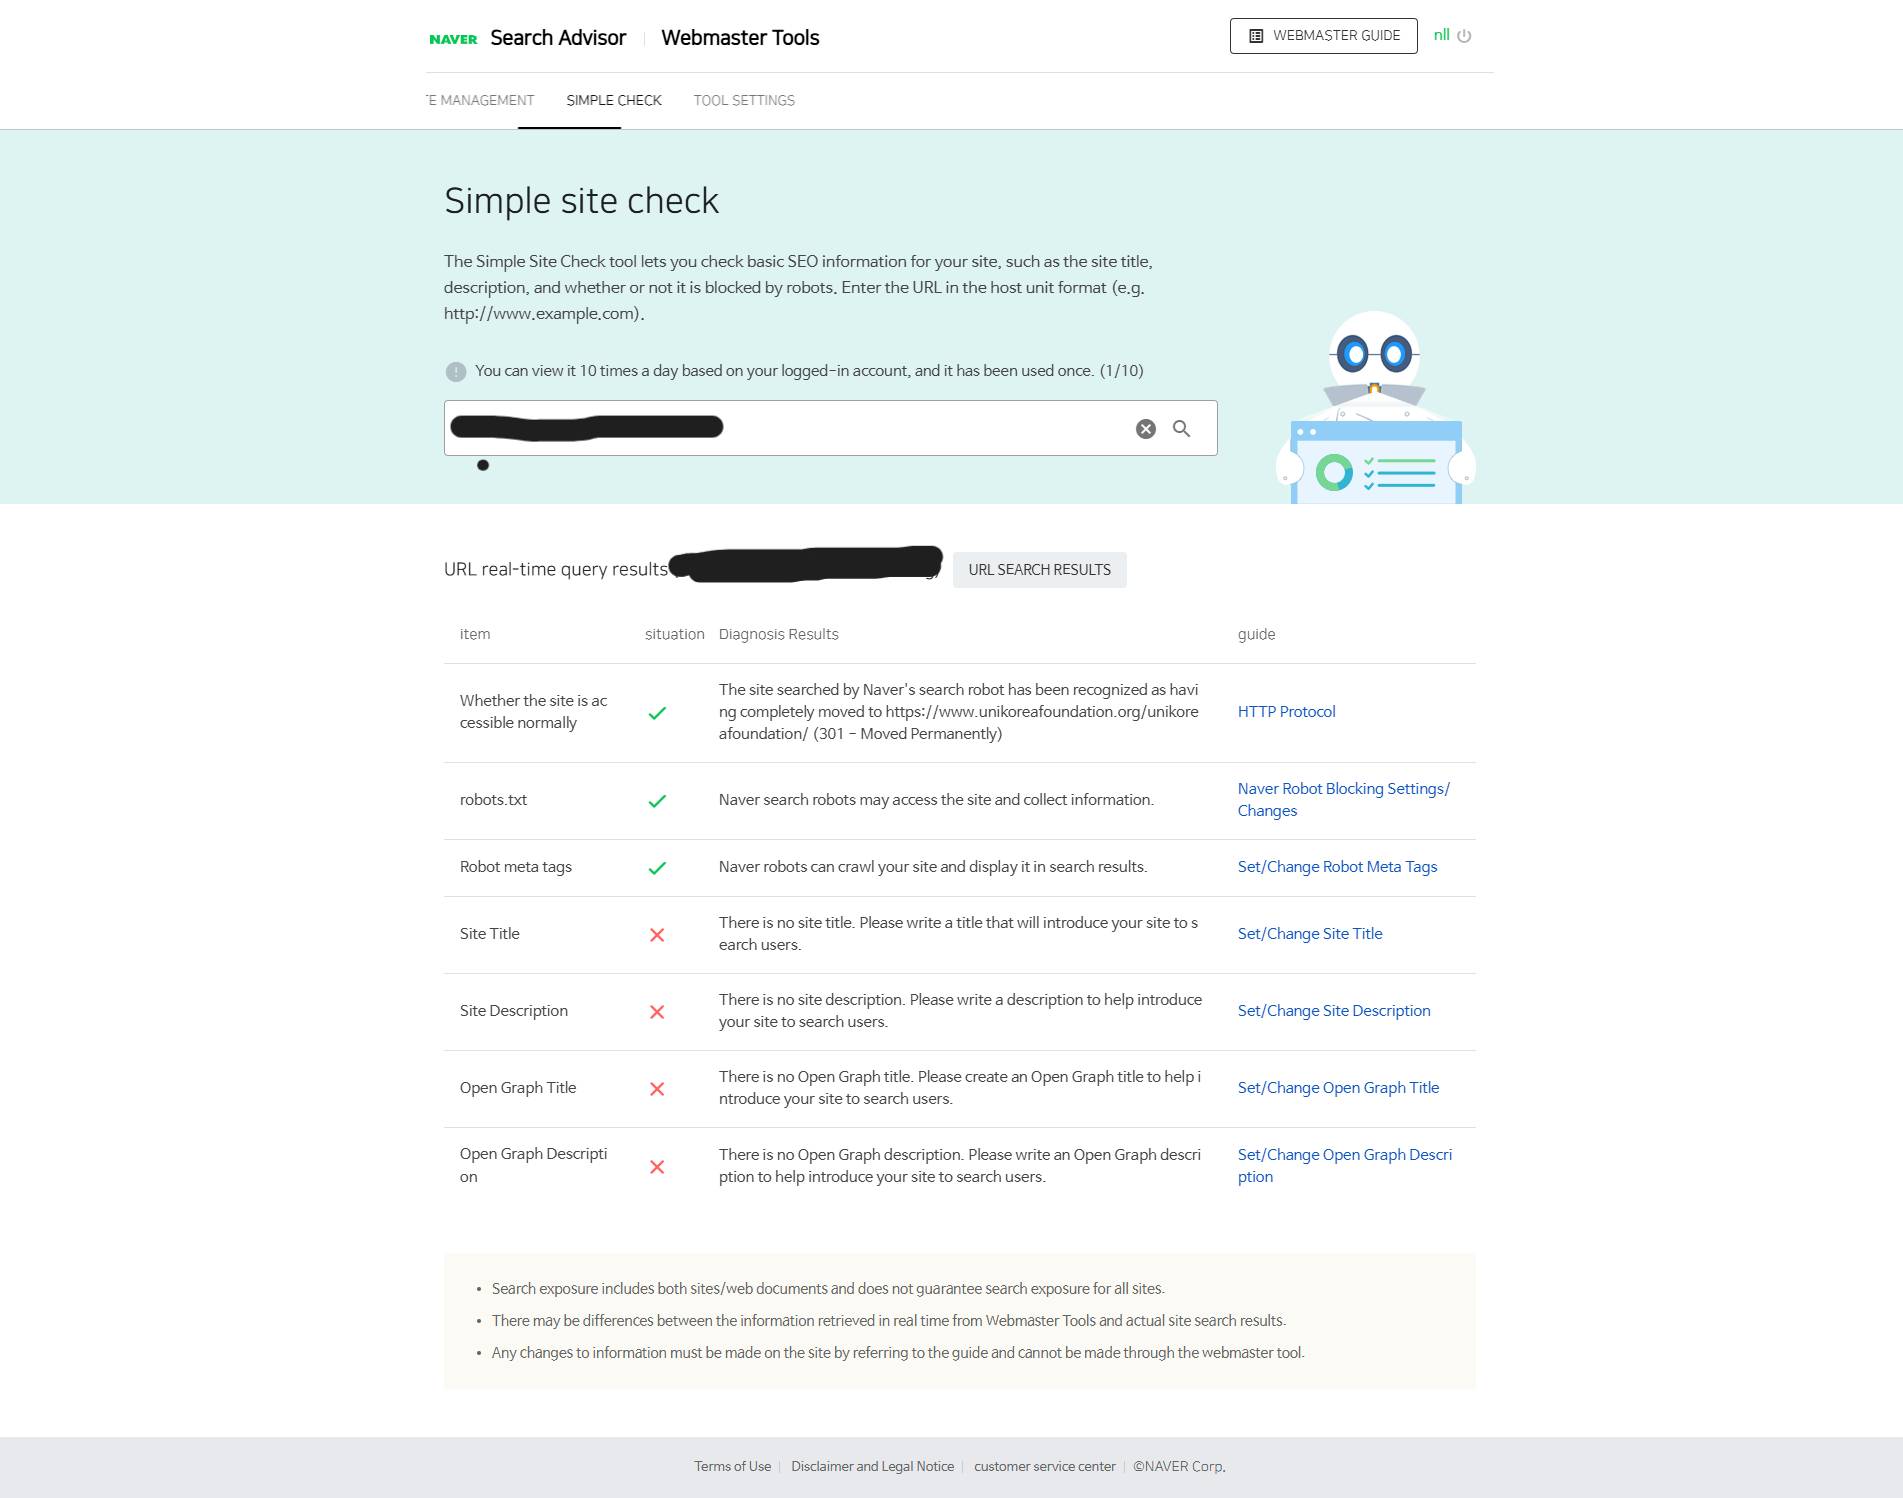 NAVER Search Advisor Webmaster Tools WEBMASTER GUIDE nll
E MANAGEMENT SIMPLE CHECK TOOL SETTINGS
Simple site check
The Simple Site Check tool lets you check basic SEO information for your site, such as the site title,
description, and whether or not it is blocked by robots. Enter the URL in the host unit format (e.g.
http://www.example.com).
You can view it 10 times a day based on your logged-in account, and it has been used once. (1/10)
URL real-time query results URL SEARCH RESULTS
item situation Diagnosis Results guide
Whether the site is ac
cessible normally
The site searched by Naver's search robot has been recognized as havi
ng completely moved to https://www.unikoreafoundation.org/unikore
afoundation/ (301 - Moved Permanently)
HTTP Protocol
robots.txt
Naver search robots may access the site and collect information.
Naver Robot Blocking Settings/
Changes
Robot meta tags
Naver robots can crawl your site and display it in search results.
Set/Change Robot Meta Tags
Site Title
There is no site title. Please write a title that will introduce your site to s
earch users.
Set/Change Site Title
Site Description
There is no site description. Please write a description to help introduce
your site to search users.
Set/Change Site Description
Open Graph Title
There is no Open Graph title. Please create an Open Graph title to help i
ntroduce your site to search users.
Set/Change Open Graph Title
Open Graph Descripti
on
There is no Open Graph description. Please write an Open Graph descri
ption to help introduce your site to search users.
Set/Change Open Graph Descri
ption
• Search exposure includes both sites/web documents and does not guarantee search exposure for all sites.
• There may be differences between the information retrieved in real time from Webmaster Tools and actual site search results.
• Any changes to information must be made on the site by referring to the guide and cannot be made through the webmaster tool.
Terms of Use | Disclaimer and Legal Notice | customer service center | ©NAVER Corp.